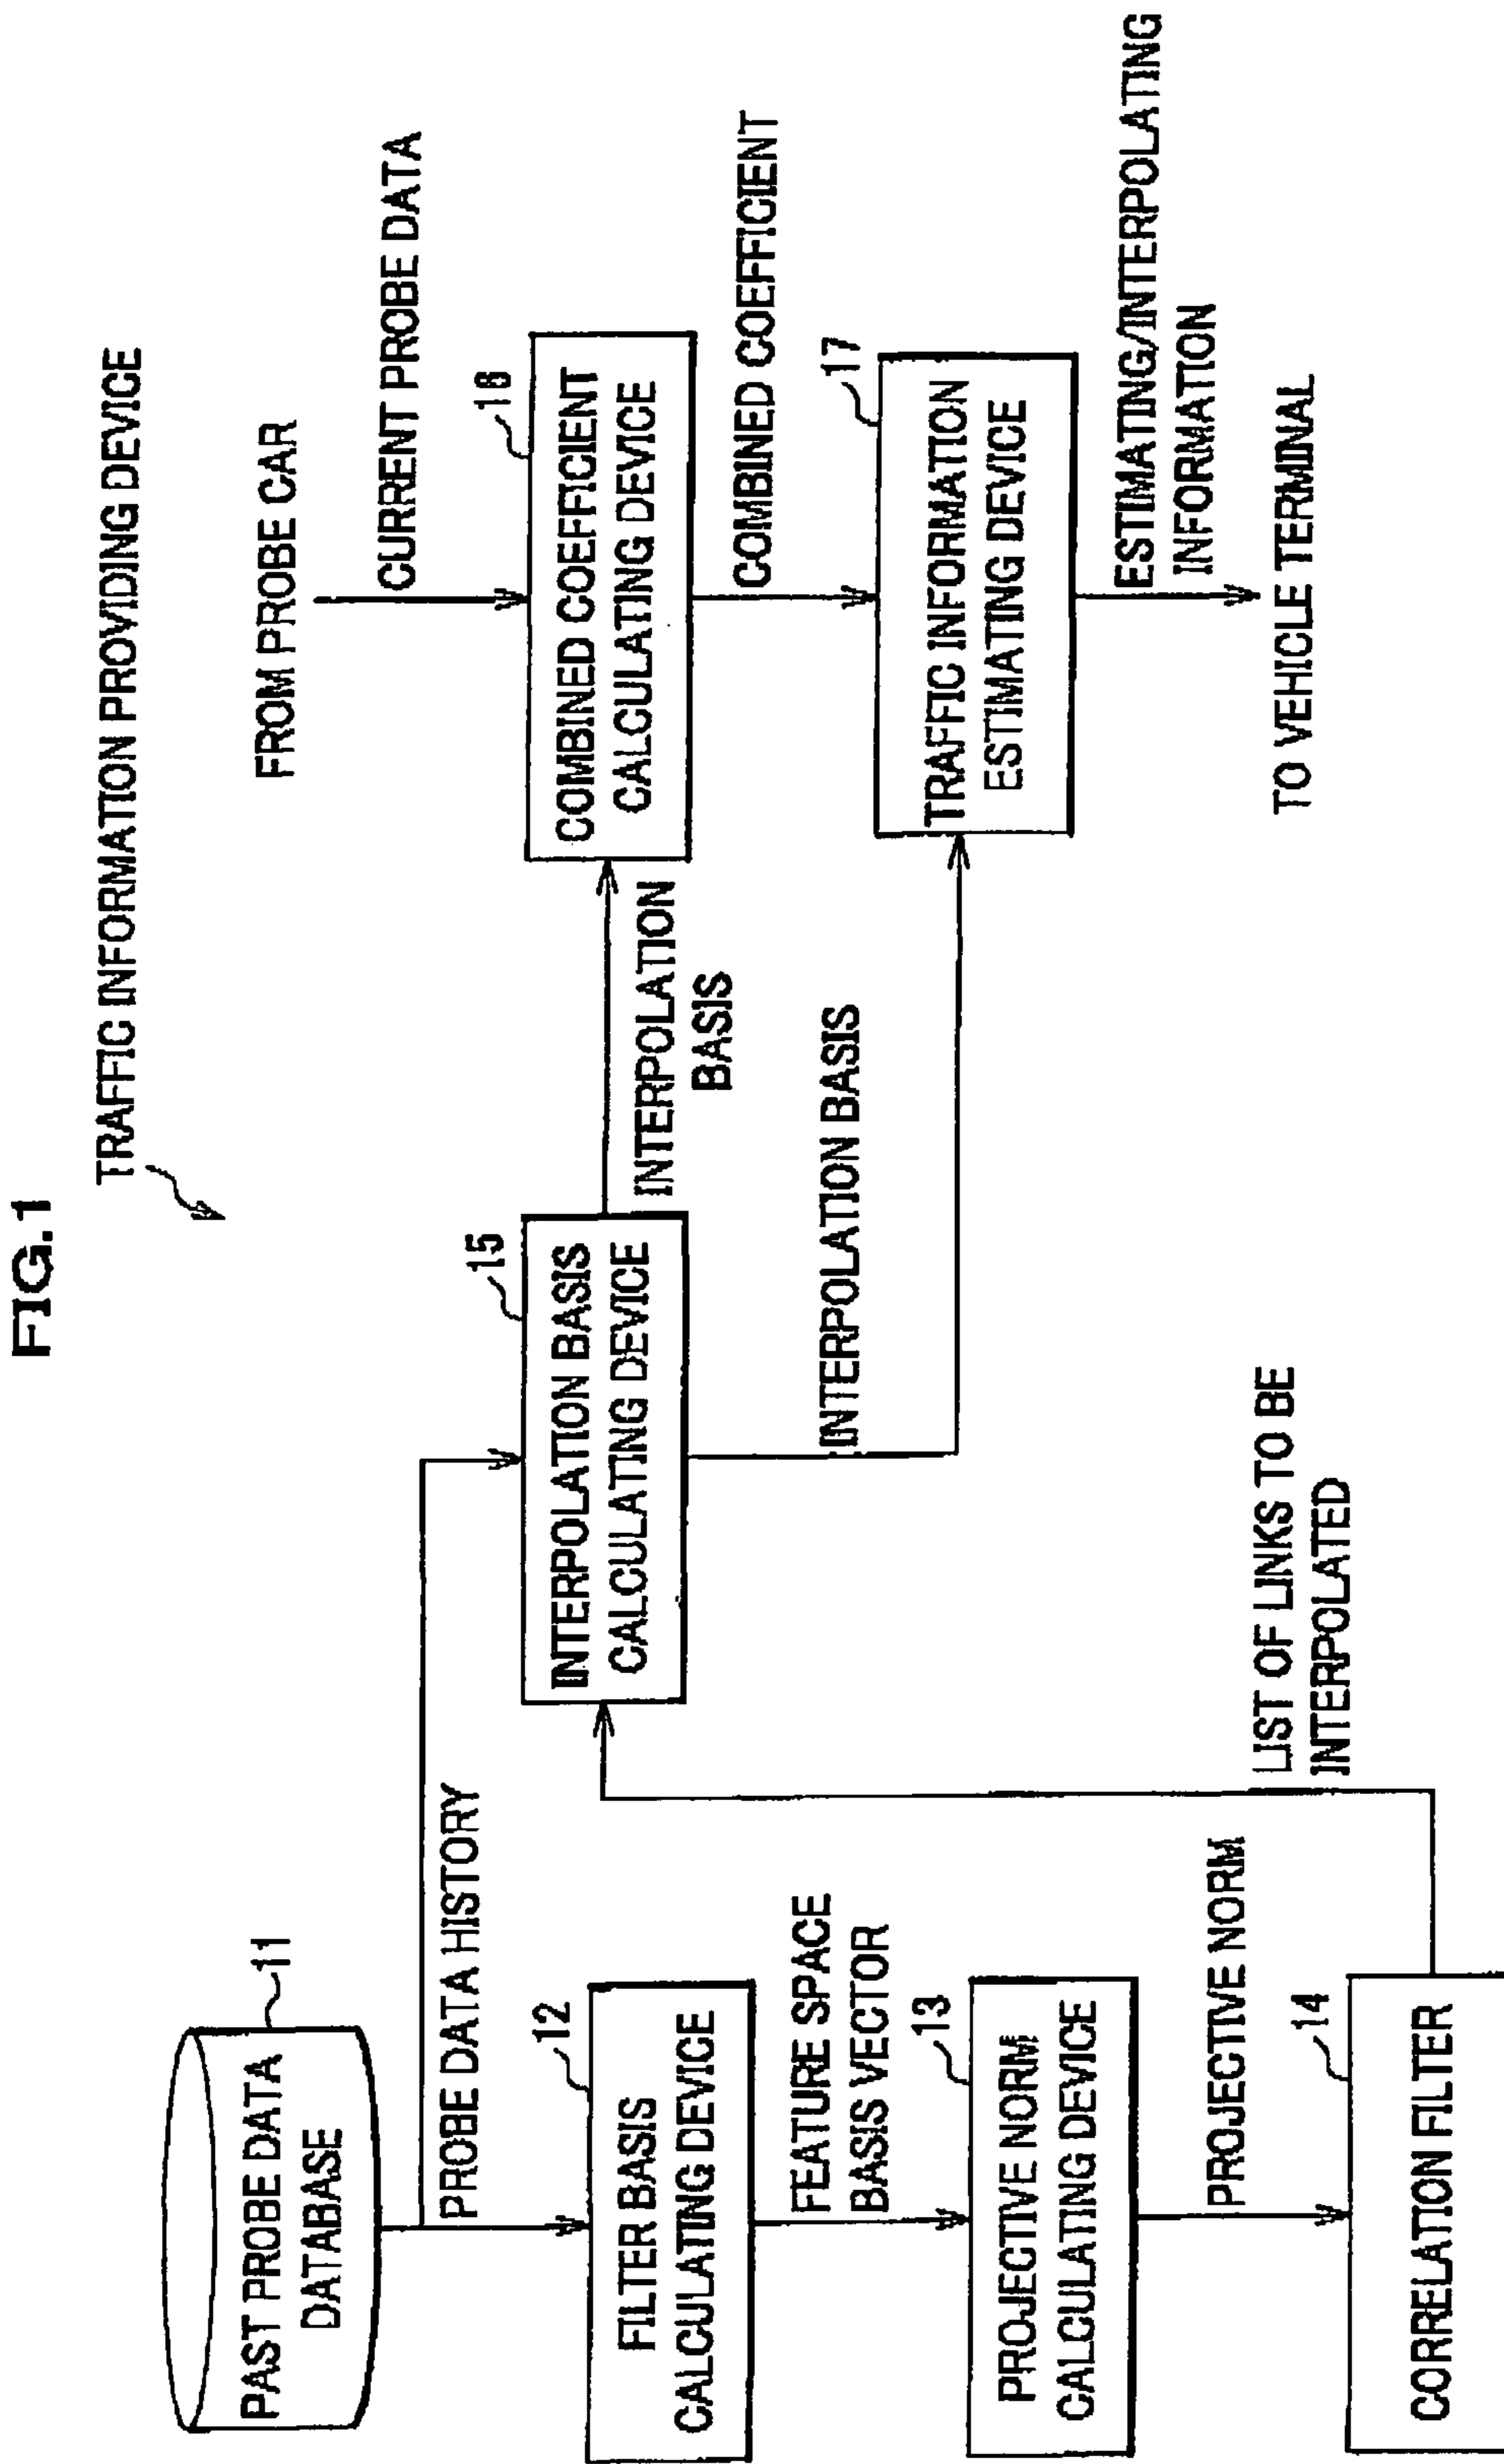 FIG.1
TRAFFIC INFORMATION PROVIDING DEVICE
PAST PROBE DATA
DATABASE
11
PROBE DATA HISTORY
12
FILTER BASIS
CALCULATING DEVICE
FEATURE SPACE
BASIS VECTOR
13
PROJECTIVE NORM
CALCULATING DEVICE
PROJECTIVE NORM
14
CORRELATION FILTER
LIST OF LINKS TO BE
INTERPOLATED
15
INTERPOLATION BASIS
CALCULATING DEVICE
INTERPOLATION
BASIS
INTERPOLATION BASIS
FROM PROBE CAR
CURRENT PROBE DATA
16
COMBINED COEFFICIENT
CALCULATING DEVICE
COMBINED COEFFICIENT
17
TRAFFIC INFORMATION
ESTIMATING DEVICE
ESTIMATING/INTERPOLATING
INFORMATION
TO VEHICLE TERMINAL